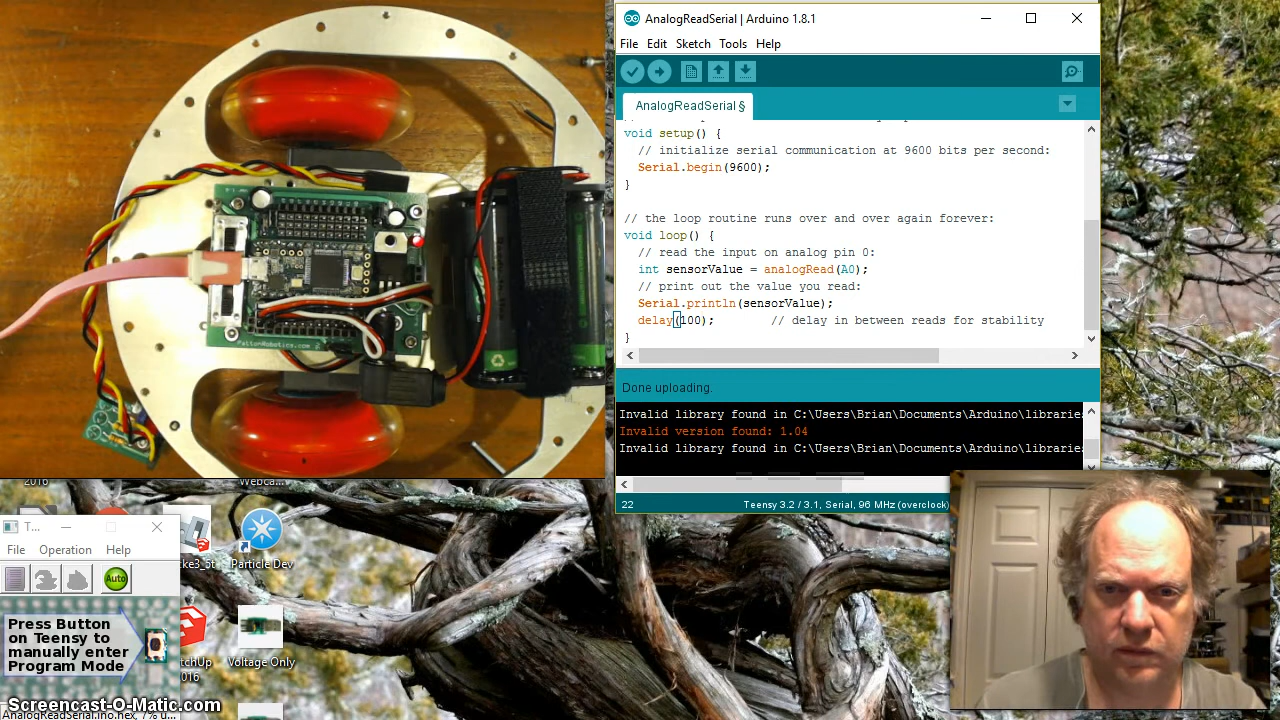 PattonRobotics.com
AnalogReadSerial | Arduino 1.8.1
File Edit Sketch Tools Help
AnalogReadSerial §
void setup() {
// initialize serial communication at 9600 bits per second:
Serial.begin(9600);
}
// the loop routine runs over and over again forever:
void loop() {
// read the input on analog pin 0:
int sensorValue = analogRead(A0);
// print out the value you read:
Serial.println(sensorValue);
delay(100); // delay in between reads for stability
}
Done uploading.
Invalid library found in C:\Users\Brian\Documents\Arduino\libraries
Invalid version found: 1.04
Invalid library found in C:\Users\Brian\Documents\Arduino\libraries
22 Teensy 3.2 / 3.1, Serial, 96 MHz (overclock)
2016 Webca...
T...
File Operation Help
Auto
Press Button
on Teensy to
manually enter
Program Mode
Particle Dev
Voltage Only
Screencast-O-Matic.com